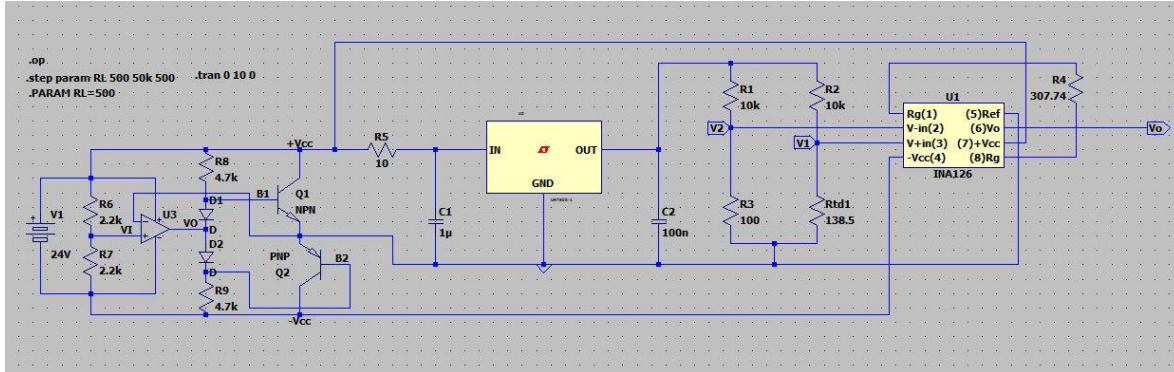 .op
.step param RL 500 50k 500
.tran 0 10 0
.PARAM RL=500
V1
24V
R6
2.2k
R7
2.2k
VI
U3
VO
R8
4.7k
D1
D
D2
D
R9
4.7k
B1
Q1
NPN
PNP
Q2
B2
+Vcc
-Vcc
R5
10
C1
1µ
IN
OUT
GND
C2
100n
R1
10k
R2
10k
V2
V1
R3
100
Rtd1
138.5
R4
307.74
U1
Rg(1)
V-in(2)
V+in(3)
-Vcc(4)
(5)Ref
(6)Vo
(7)+Vcc
(8)Rg
INA126
Vo